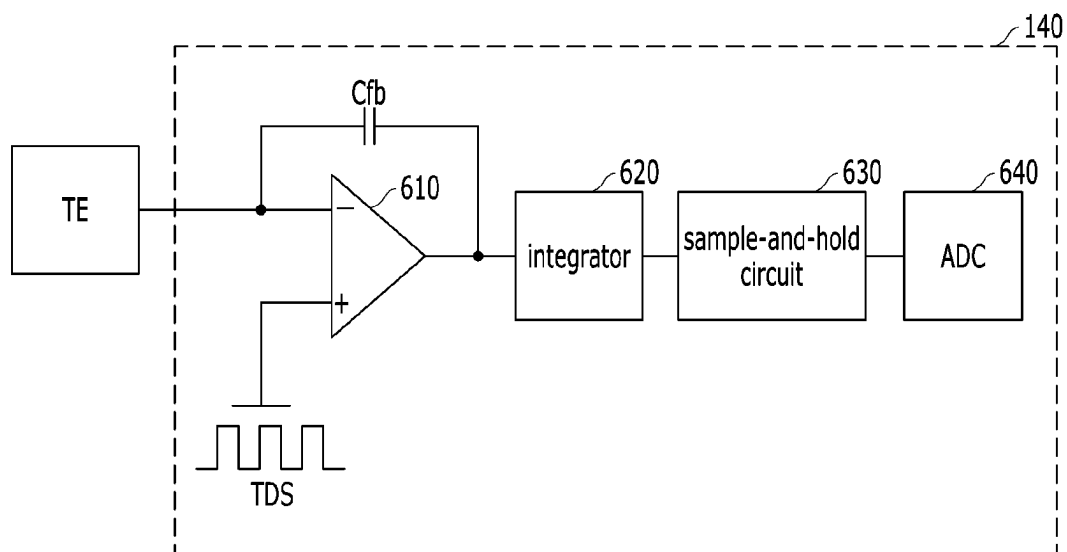 140
Cfb
610
620
630
640
TE
−
+
integrator
sample-and-hold
circuit
ADC
TDS